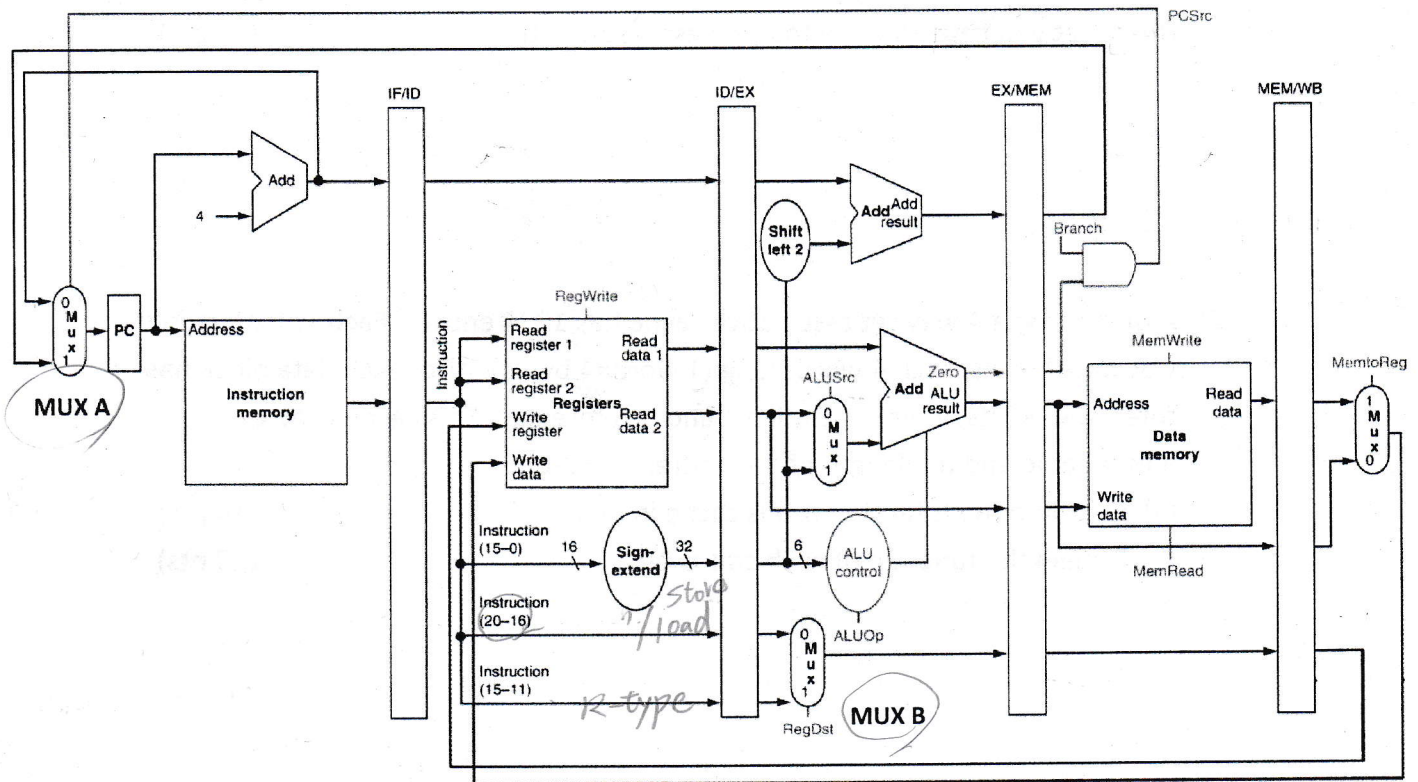 PCSrc
IF/ID
ID/EX
EX/MEM
MEM/WB
Add
4
Shift
left 2
Add Add
result
Branch
0
M
u
x
1
MUX A
PC
Address
Instruction
memory
Instruction
RegWrite
Read
register 1
Read
register 2
Registers
Write
register
Write
data
Read
data 1
Read
data 2
ALUSrc
0
M
u
x
1
Zero
Add ALU
result
MemWrite
Address
Read
data
Data
memory
Write
data
MemRead
MemtoReg
1
M
u
x
0
Instruction
(15–0)
16
Sign-
extend
32
6
ALU
control
ALUOp
Instruction
(20–16)
store
/load
Instruction
(15–11)
R-type
0
M
u
x
1
RegDst
MUX B